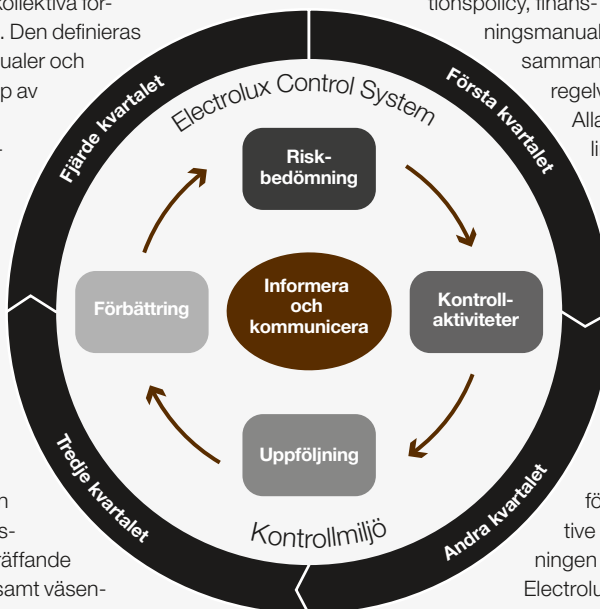 ollektiva för-
. Den definieras
ualer och
p av
tionspolicy, finans-
ningsmanual
samman
regelv
Alla
li
Fjärde kvartalet
Första kvartalet
Electrolux Control System
Risk-
bedömning
Förbättring
Informera
och
kommunicera
Kontroll-
aktiviteter
Uppföljning
Kontrollmiljö
Tredje kvartalet
Andra kvartalet
n
s-
räffande
samt väsen-
fö
tive
ningen
Electrolu